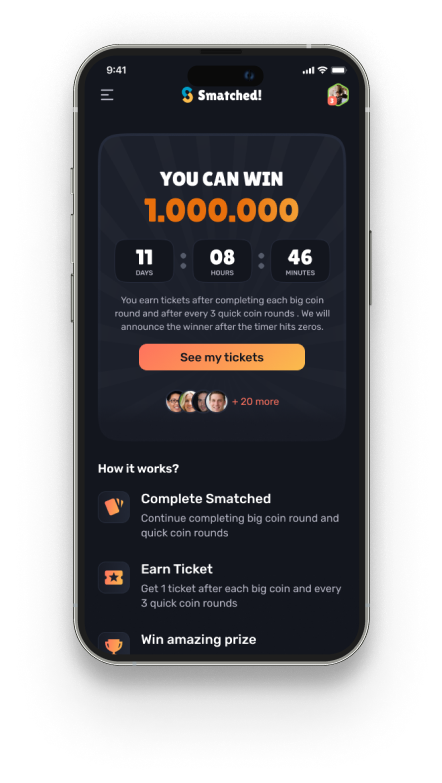 9:41
Smatched!
YOU CAN WIN
1.000.000
11 : 08 : 46
DAYS HOURS MINUTES
You earn tickets after completing each big coin
round and after every 3 quick coin rounds . We will
announce the winner after the timer hits zeros.
See my tickets
+ 20 more
How it works?
Complete Smatched
Continue completing big coin round and
quick coin rounds
Earn Ticket
Get 1 ticket after each big coin and every
3 quick coin rounds
Win amazing prize